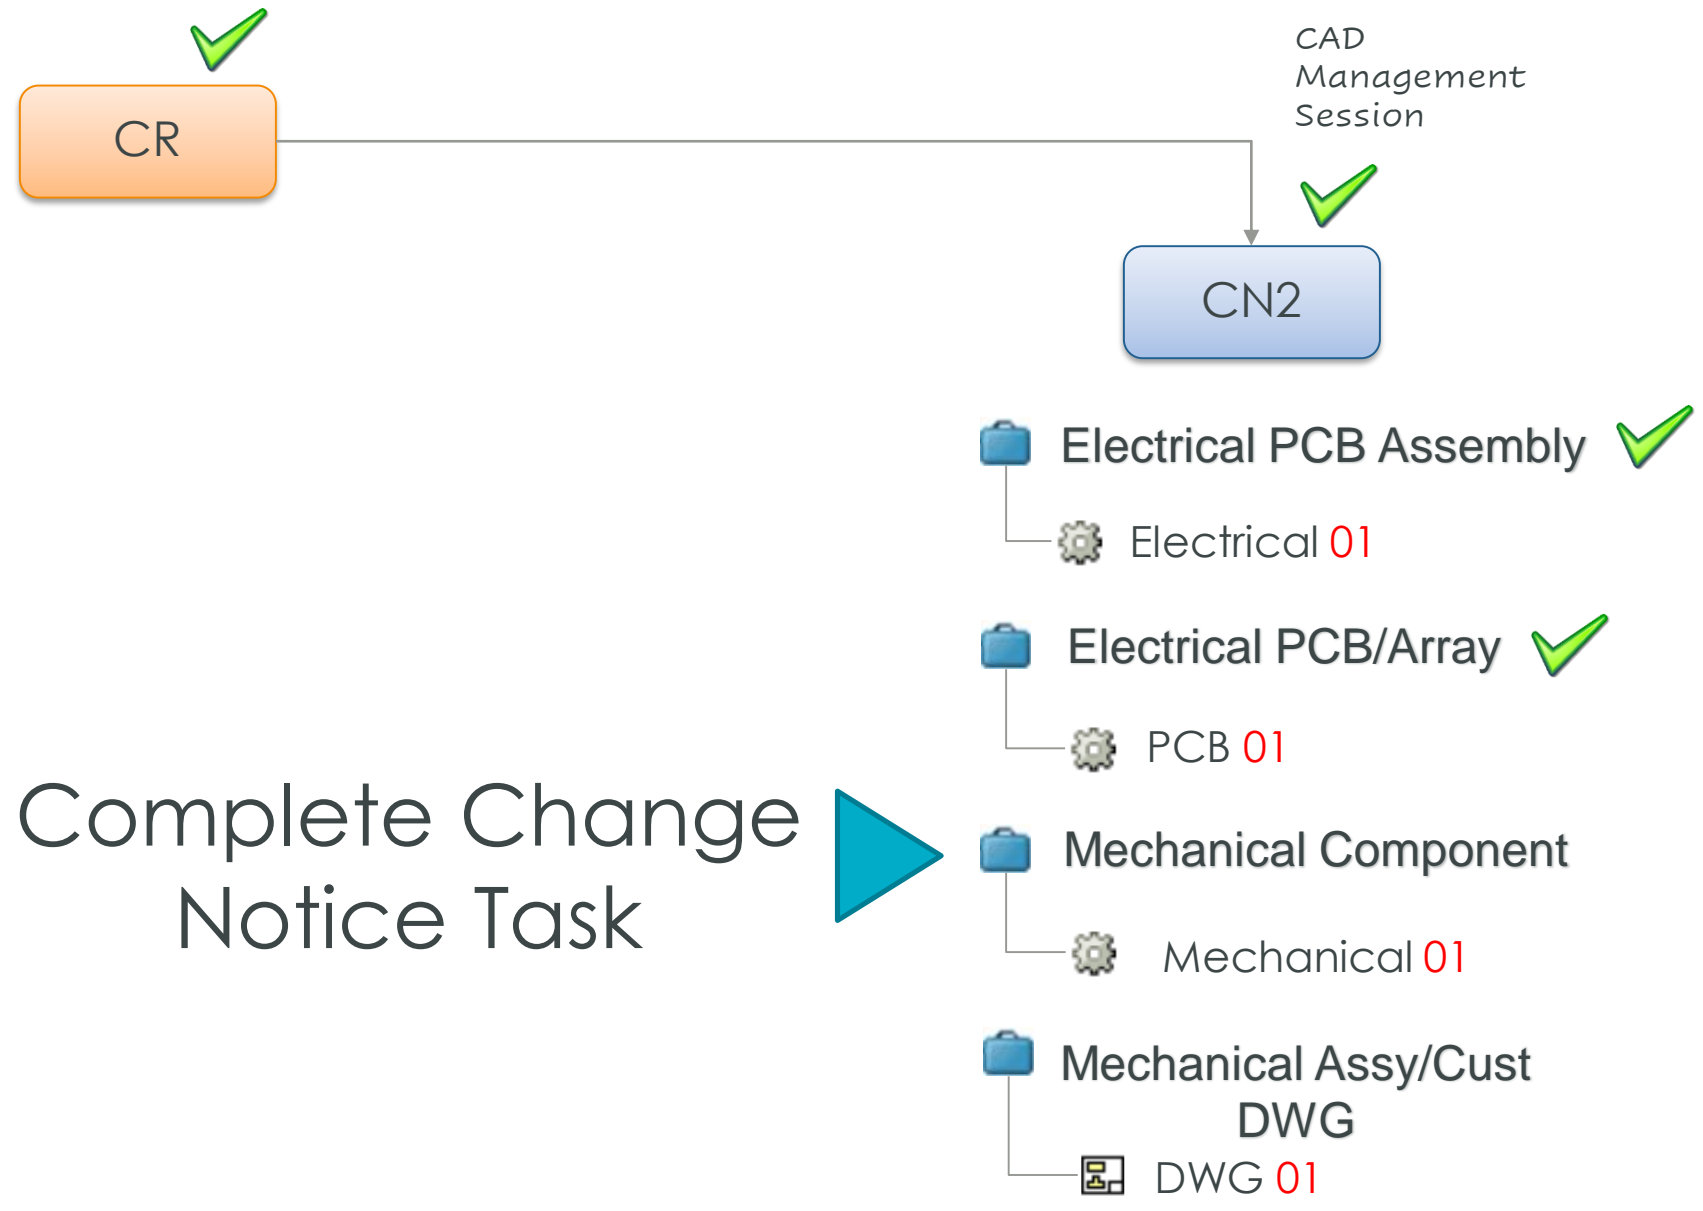 CAD
Management
Session
CR
CN2
Electrical PCB Assembly
Electrical 01
Electrical PCB/Array
PCB 01
Complete Change
Notice Task
Mechanical Component
Mechanical 01
Mechanical Assy/Cust
DWG
DWG 01